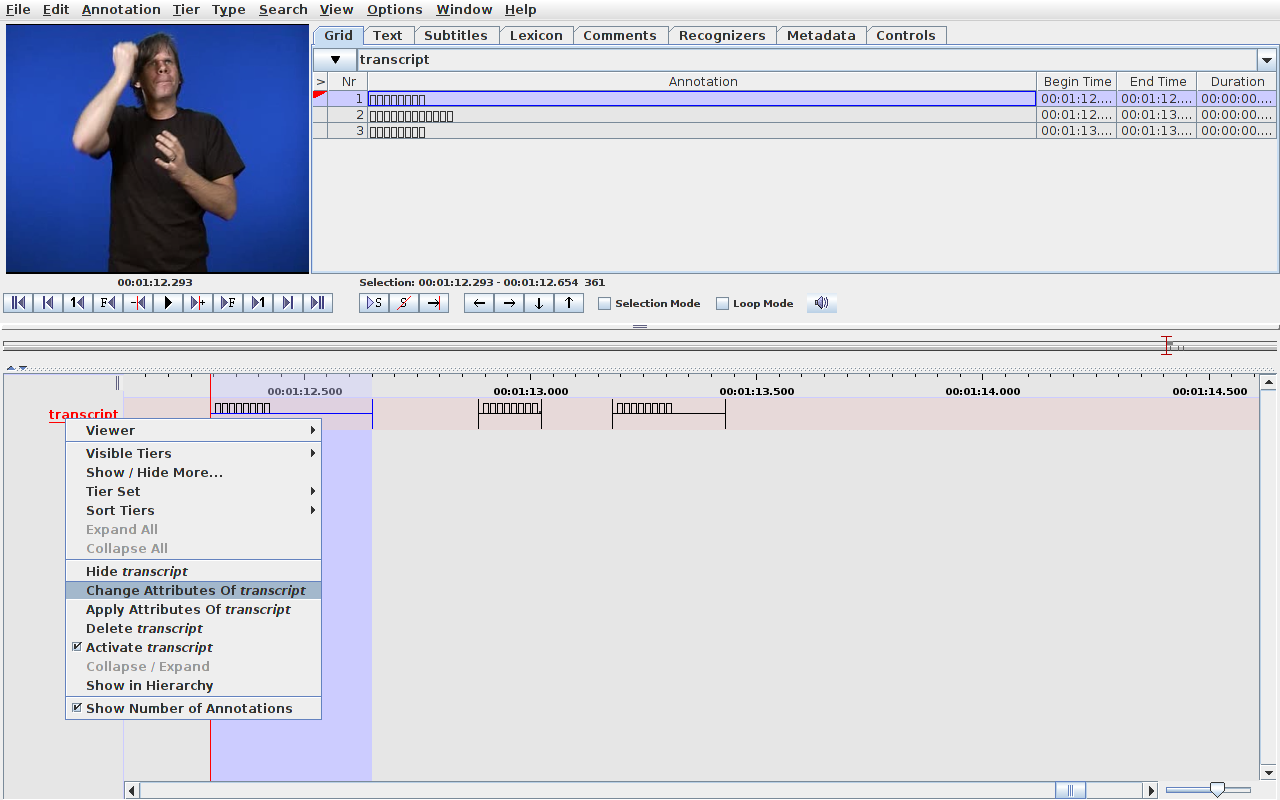 File Edit Annotation Tier Type Search View Options Window Help
Grid Text Subtitles Lexicon Comments Recognizers Metadata Controls
▼ transcript
> Nr Annotation Begin Time End Time Duration
1 00:01:12.... 00:01:12.... 00:00:00....
2 00:01:12.... 00:01:13.... 00:00:00....
3 00:01:13.... 00:01:13.... 00:00:00....
00:01:12.293
Selection: 00:01:12.293 - 00:01:12.654 361
1 F F 1 S S Selection Mode Loop Mode
00:01:12.500 00:01:13.000 00:01:13.500 00:01:14.000 00:01:14.500
transcript
Viewer
Visible Tiers
Show / Hide More...
Tier Set
Sort Tiers
Expand All
Collapse All
Hide transcript
Change Attributes Of transcript
Apply Attributes Of transcript
Delete transcript
Activate transcript
Collapse / Expand
Show in Hierarchy
Show Number of Annotations